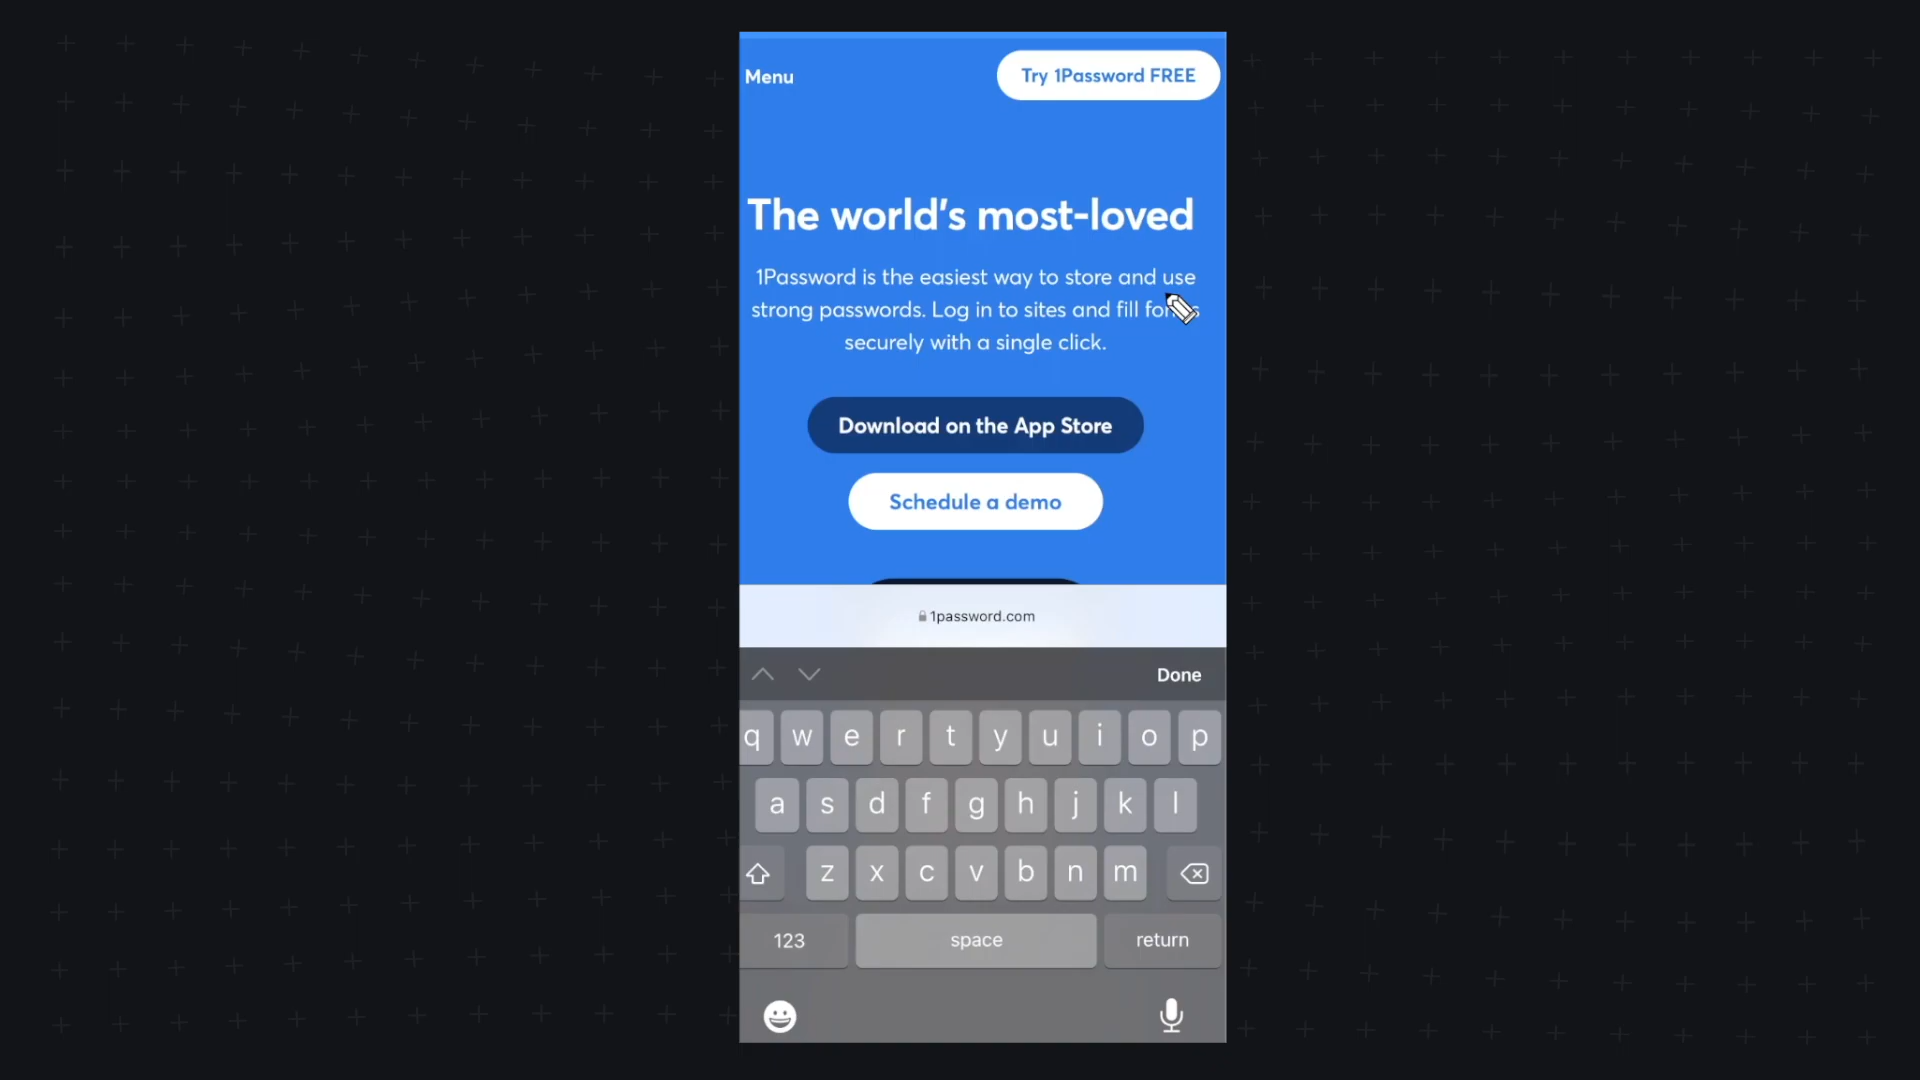 Menu
Try 1Password FREE
The world's most-loved
1Password is the easiest way to store and use
strong passwords. Log in to sites and fill
securely with a single click.
Download on the App Store
Schedule a demo
1password.com
Done
q w e r t y u i o p
a s d f g h j k l
z x c v b n m
123 space return